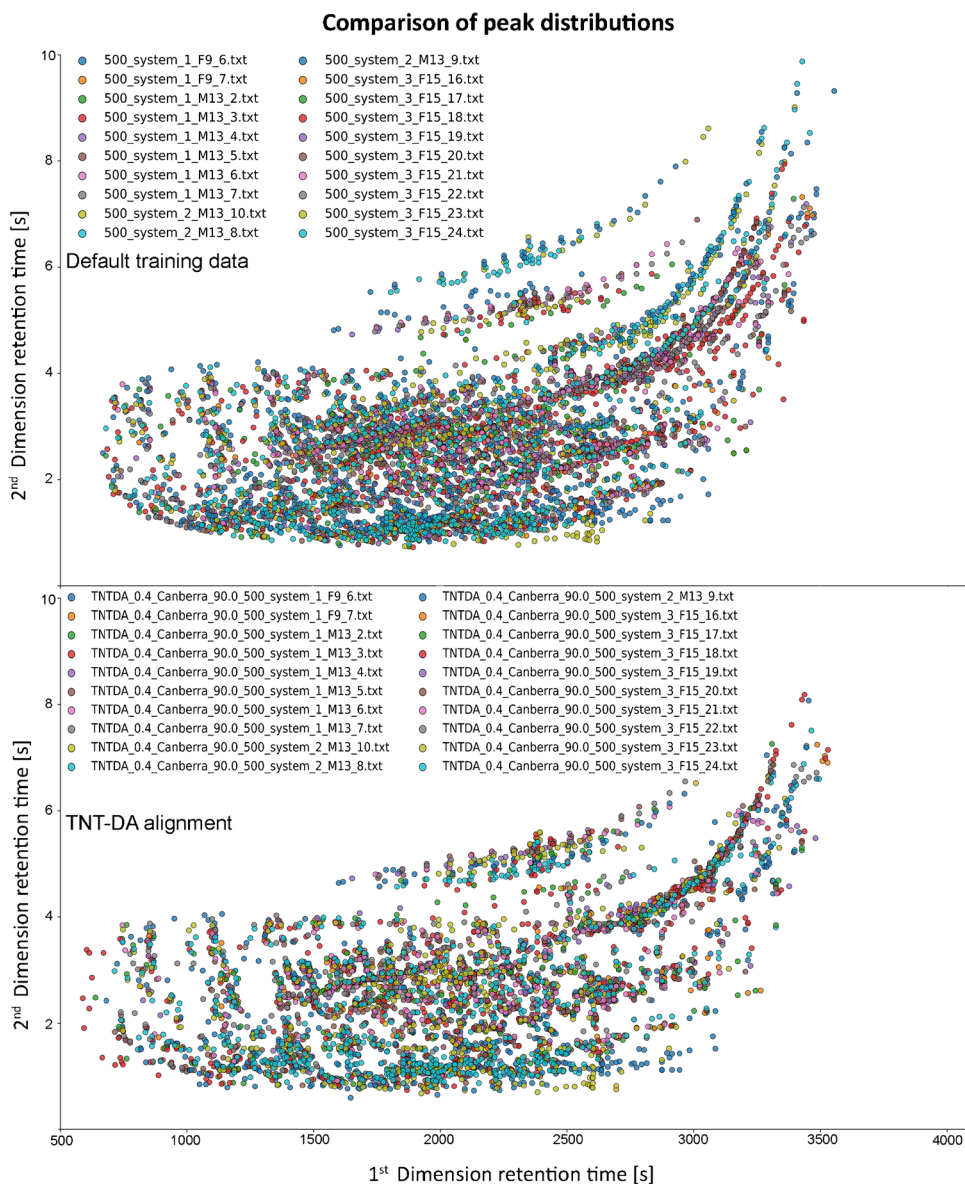 Comparison of peak distributions
10
500_system_1_F9_6.txt 500_system_2_M13_9.txt
500_system_1_F9_7.txt 500_system_3_F15_16.txt
500_system_1_M13_2.txt 500_system_3_F15_17.txt
500_system_1_M13_3.txt 500_system_3_F15_18.txt
500_system_1_M13_4.txt 500_system_3_F15_19.txt
8
500_system_1_M13_5.txt 500_system_3_F15_20.txt
500_system_1_M13_6.txt 500_system_3_F15_21.txt
500_system_1_M13_7.txt 500_system_3_F15_22.txt
500_system_2_M13_10.txt 500_system_3_F15_23.txt
500_system_2_M13_8.txt 500_system_3_F15_24.txt
6
Default training data
4
2
2nd Dimension retention time [s]
10
TNTDA_0.4_Canberra_90.0_500_system_1_F9_6.txt TNTDA_0.4_Canberra_90.0_500_system_2_M13_9.txt
TNTDA_0.4_Canberra_90.0_500_system_1_F9_7.txt TNTDA_0.4_Canberra_90.0_500_system_3_F15_16.txt
TNTDA_0.4_Canberra_90.0_500_system_1_M13_2.txt TNTDA_0.4_Canberra_90.0_500_system_3_F15_17.txt
TNTDA_0.4_Canberra_90.0_500_system_1_M13_3.txt TNTDA_0.4_Canberra_90.0_500_system_3_F15_18.txt
TNTDA_0.4_Canberra_90.0_500_system_1_M13_4.txt TNTDA_0.4_Canberra_90.0_500_system_3_F15_19.txt
TNTDA_0.4_Canberra_90.0_500_system_1_M13_5.txt TNTDA_0.4_Canberra_90.0_500_system_3_F15_20.txt
8
TNTDA_0.4_Canberra_90.0_500_system_1_M13_6.txt TNTDA_0.4_Canberra_90.0_500_system_3_F15_21.txt
TNTDA_0.4_Canberra_90.0_500_system_1_M13_7.txt TNTDA_0.4_Canberra_90.0_500_system_3_F15_22.txt
TNTDA_0.4_Canberra_90.0_500_system_2_M13_10.txt TNTDA_0.4_Canberra_90.0_500_system_3_F15_23.txt
TNTDA_0.4_Canberra_90.0_500_system_2_M13_8.txt TNTDA_0.4_Canberra_90.0_500_system_3_F15_24.txt
6
TNT-DA alignment
4
2
2nd Dimension retention time [s]
500 1000 1500 2000 2500 3000 3500 4000
1st Dimension retention time [s]